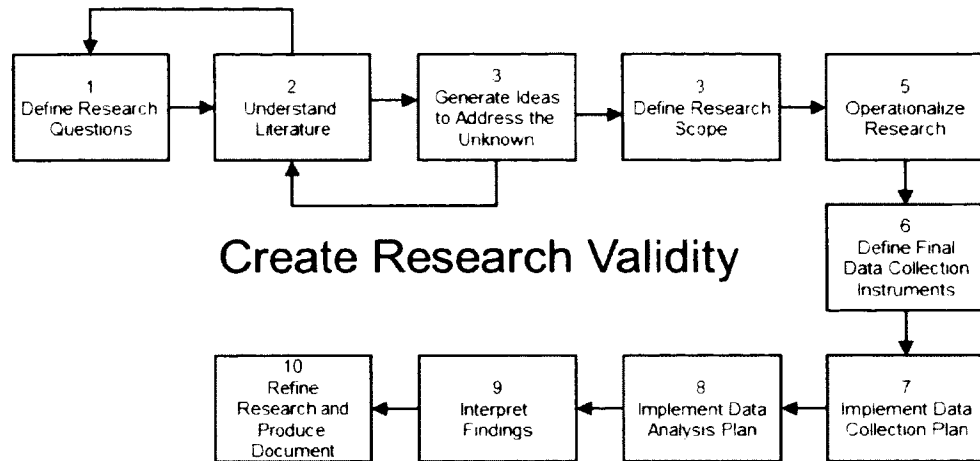 1
Define Research
Questions
2
Understand
Literature
3
Generate Ideas
to Address the
Unknown
3
Define Research
Scope
5
Operationalize
Research
Create Research Validity
6
Define Final
Data Collection
Instruments
7
Implement Data
Collection Plan
8
Implement Data
Analysis Plan
9
Interpret
Findings
10
Refine
Research and
Produce
Document